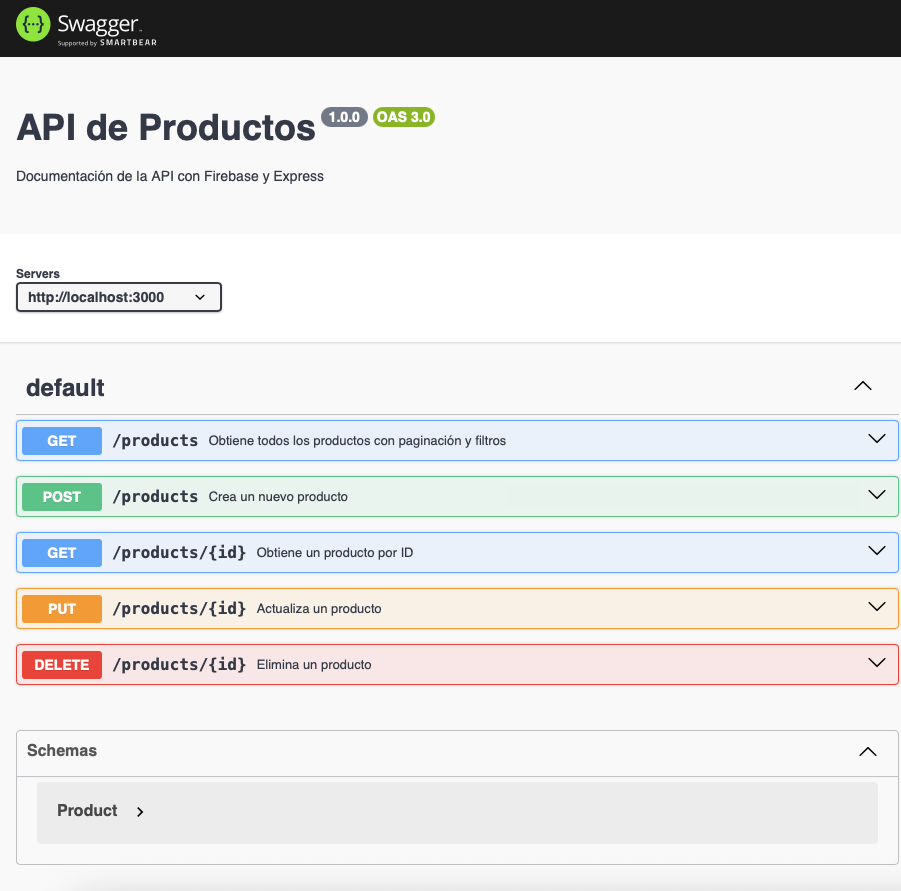 {···} Swagger™
Supported by SMARTBEAR
API de Productos 1.0.0 OAS 3.0
Documentación de la API con Firebase y Express
Servers
http://localhost:3000
default
GET /products Obtiene todos los productos con paginación y filtros
POST /products Crea un nuevo producto
GET /products/{id} Obtiene un producto por ID
PUT /products/{id} Actualiza un producto
DELETE /products/{id} Elimina un producto
Schemas
Product